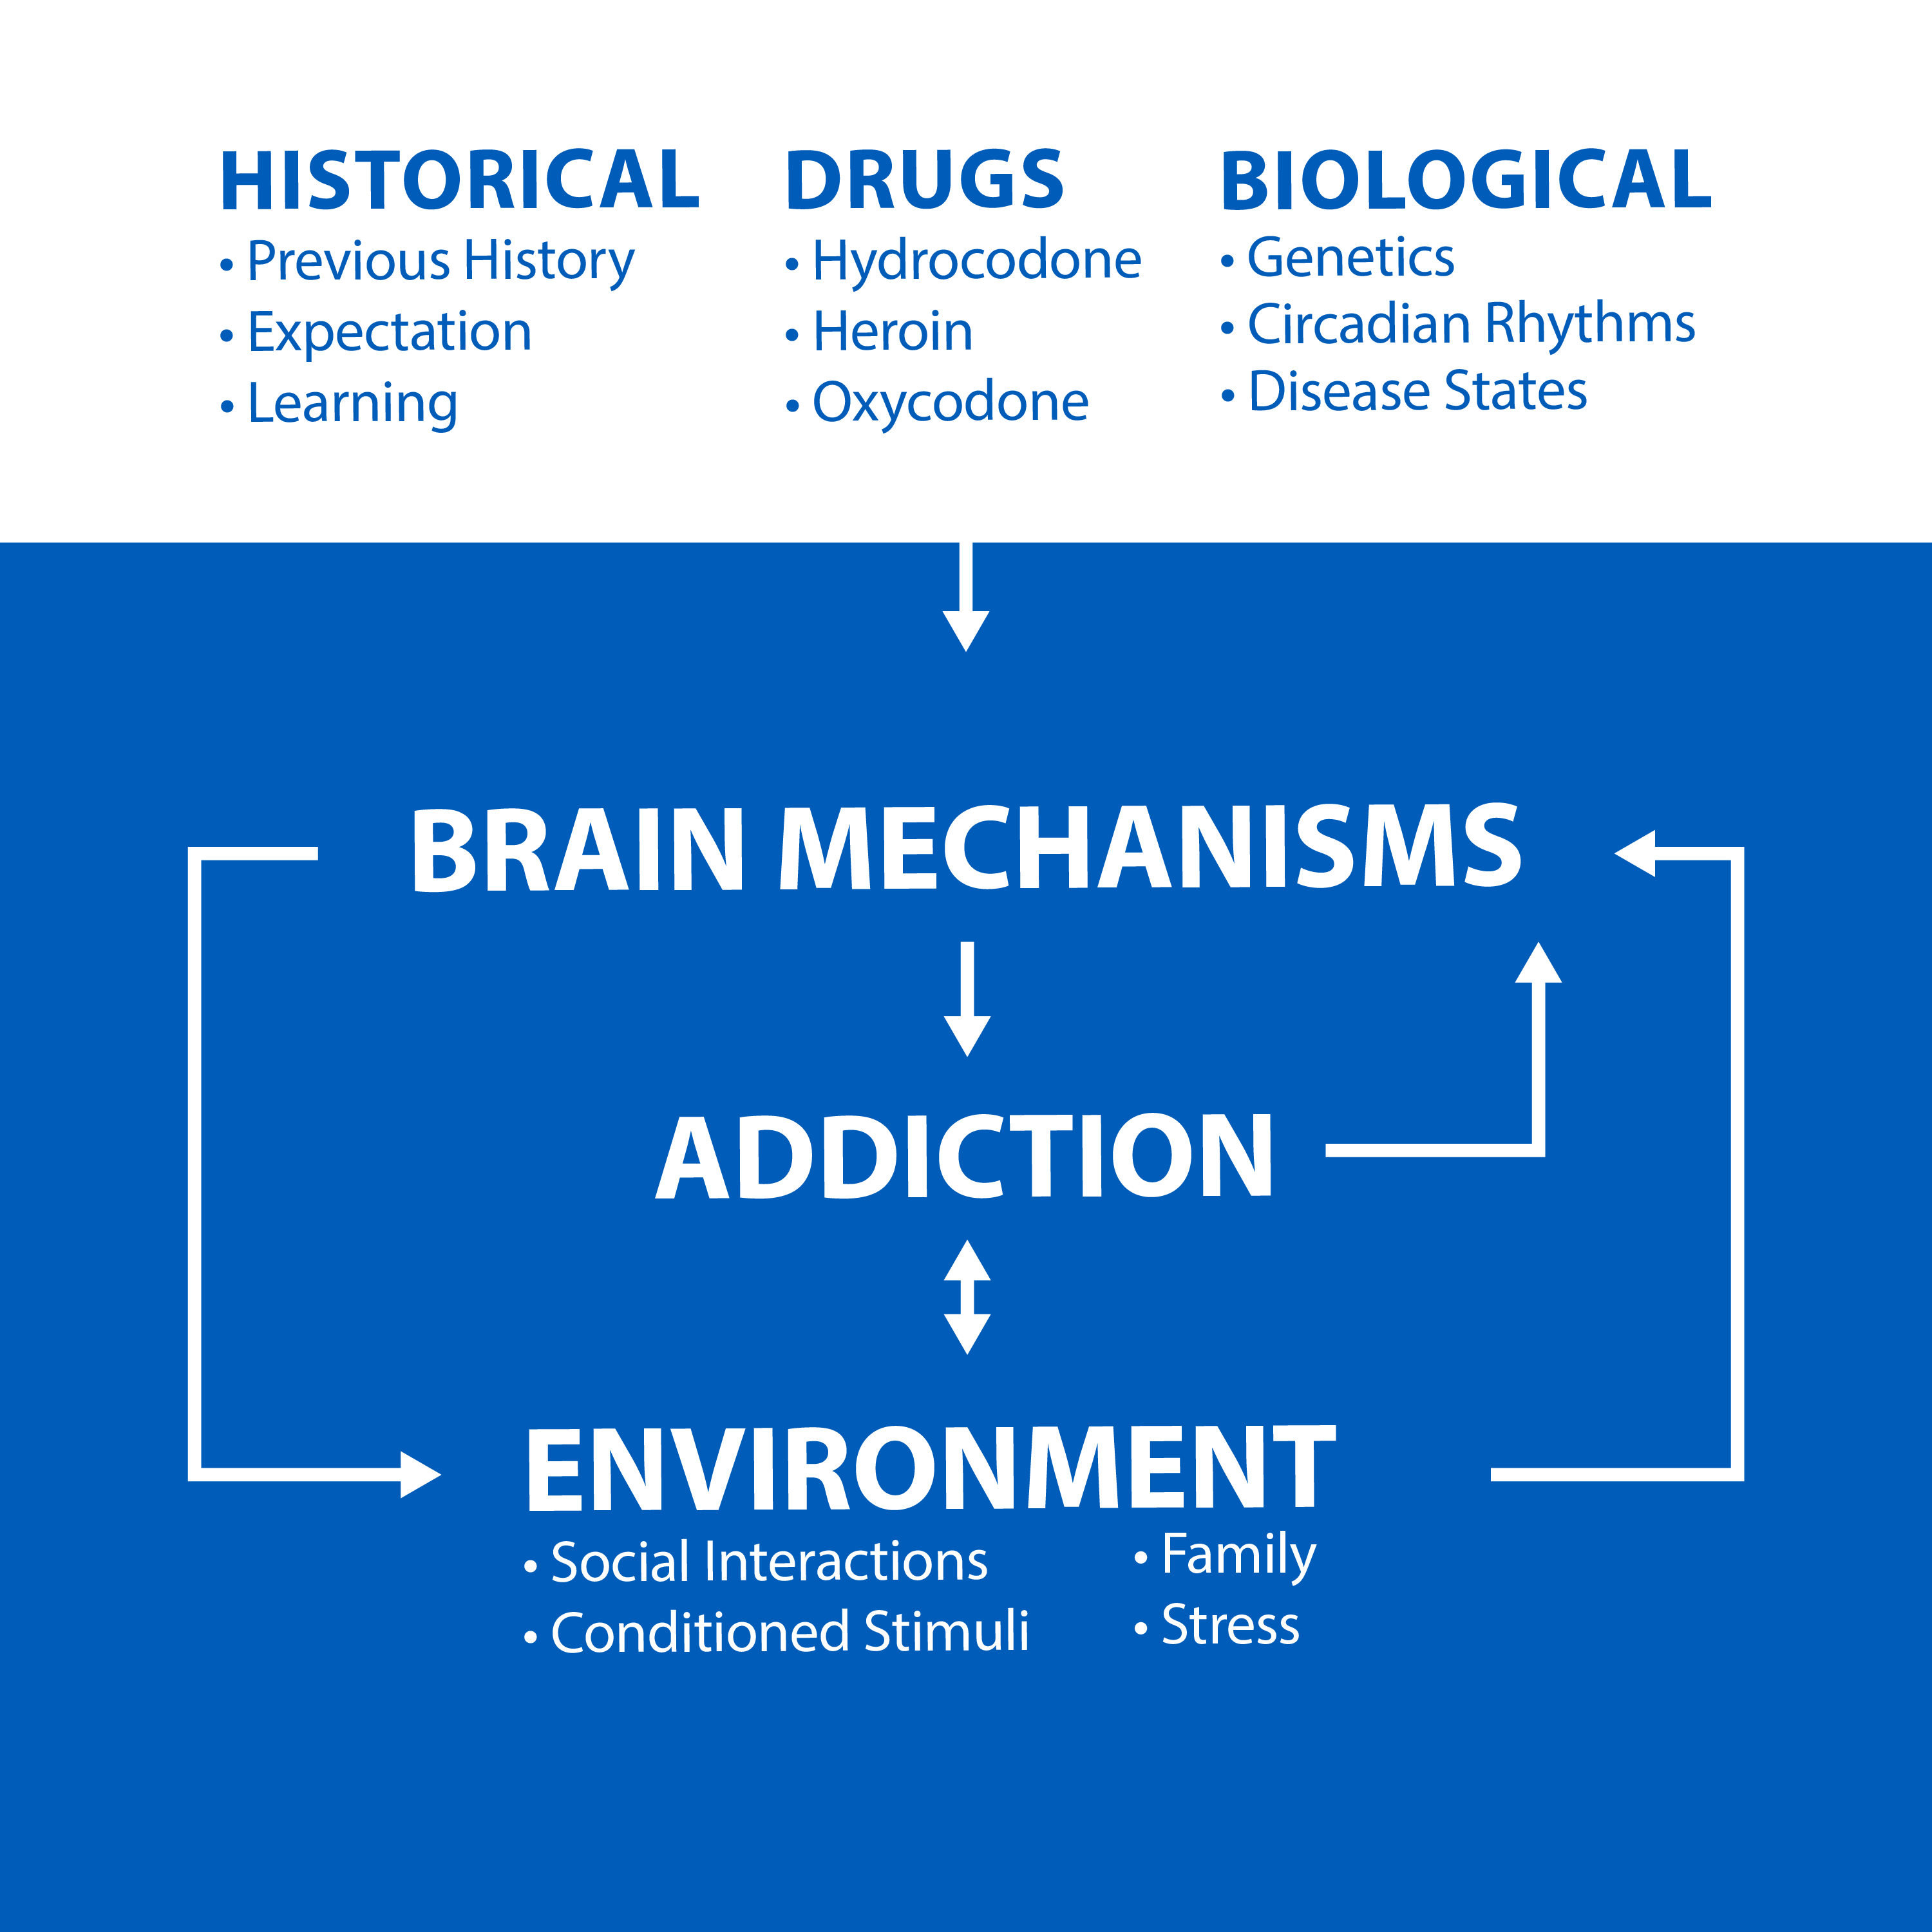 HISTORICAL
• Previous History
• Expectation
• Learning
DRUGS
• Hydrocodone
• Heroin
• Oxycodone
BIOLOGICAL
• Genetics
• Circadian Rhythms
• Disease States
BRAIN MECHANISMS
ADDICTION
ENVIRONMENT
• Social Interactions
• Conditioned Stimuli
• Family
• Stress